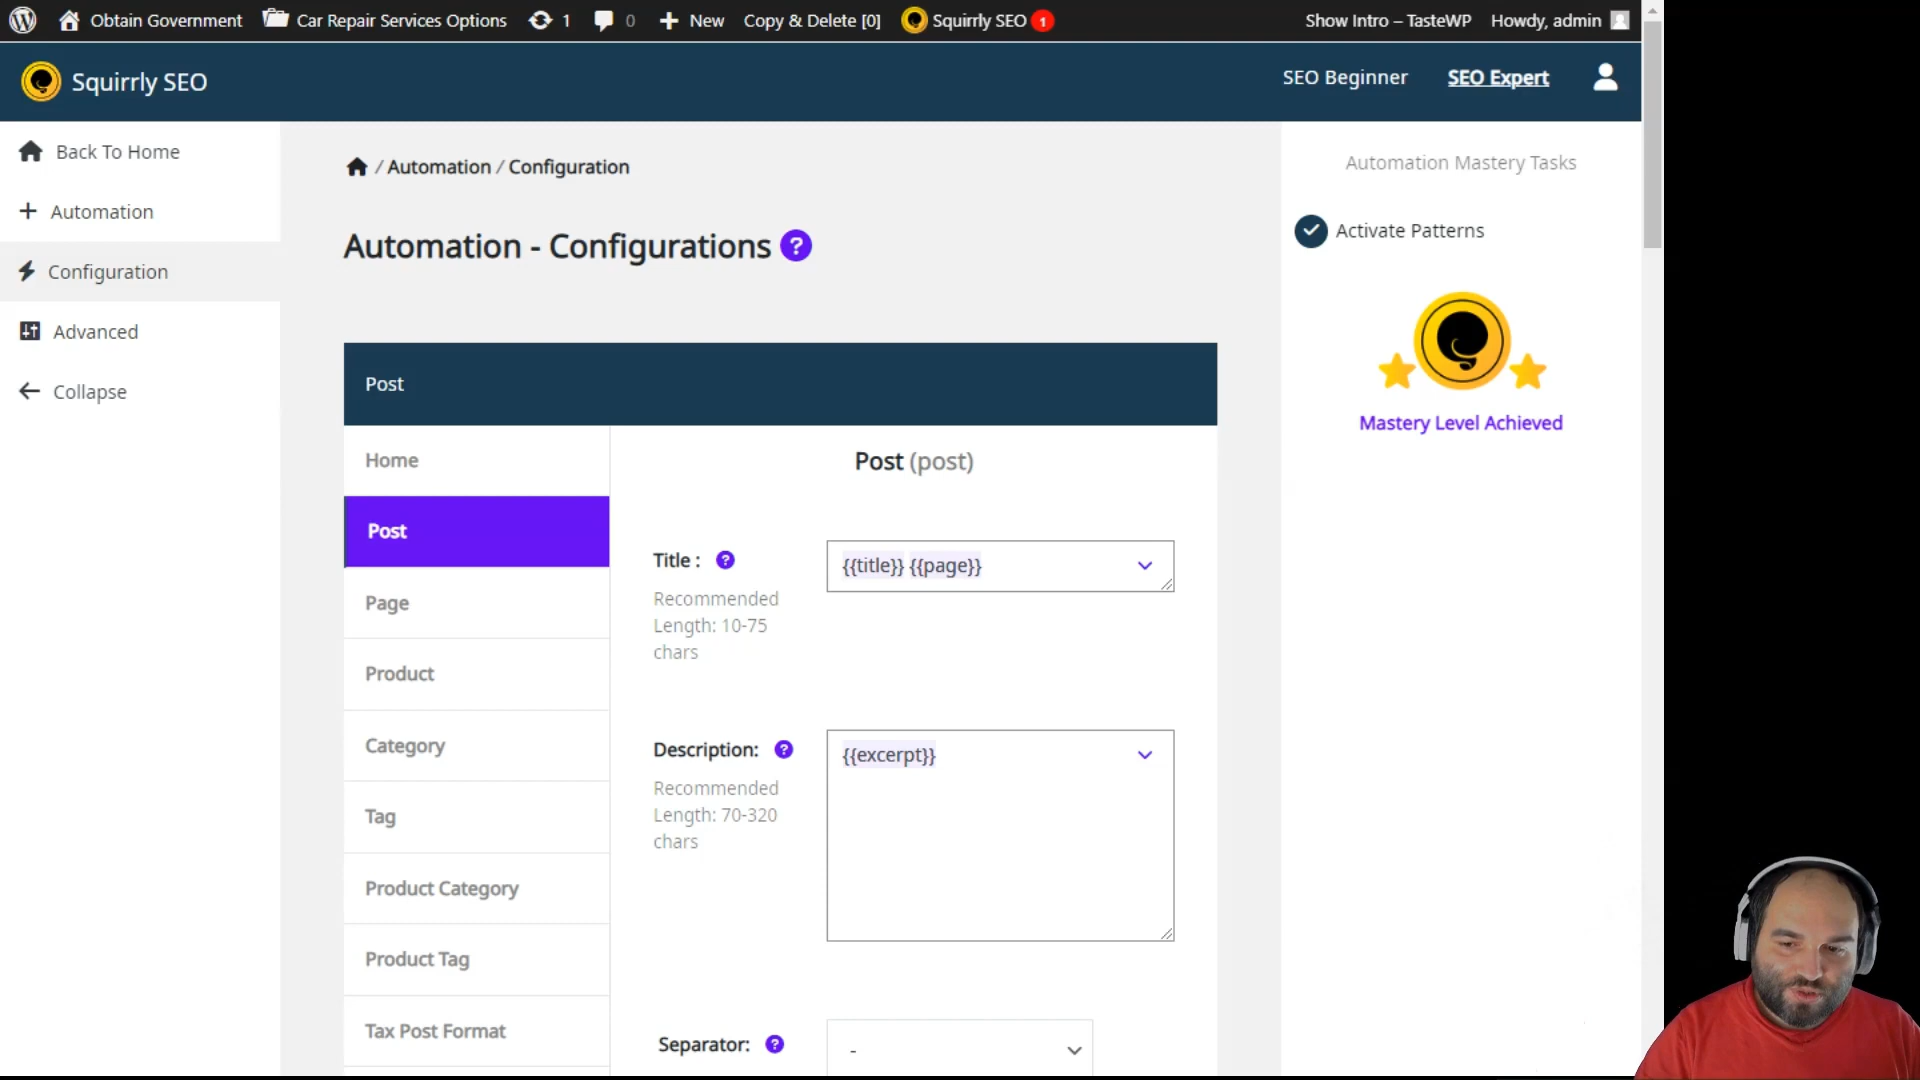 Obtain Government
Car Repair Services Options
1
0
New
Copy & Delete [0]
Squirrly SEO
1
Show Intro – TasteWP
Howdy, admin
Squirrly SEO
SEO Beginner
SEO Expert
Back To Home
Automation
Configuration
Advanced
Collapse
/ Automation / Configuration
Automation - Configurations ?
Automation Mastery Tasks
Activate Patterns
Mastery Level Achieved
Post
Home
Post
Page
Product
Category
Tag
Product Category
Product Tag
Tax Post Format
Post (post)
Title : ?
Recommended
Length: 10-75
chars
{{title}} {{page}}
Description: ?
Recommended
Length: 70-320
chars
{{excerpt}}
Separator: ?
-